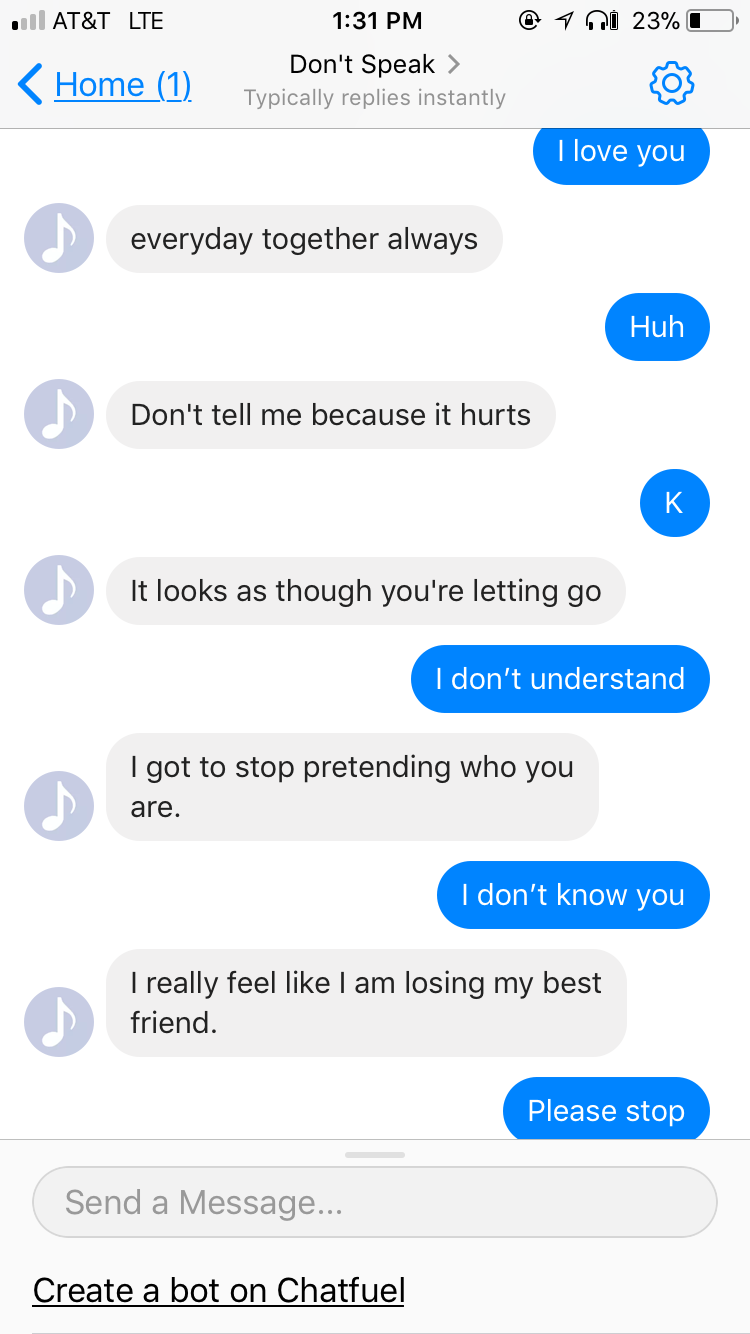 AT&T LTE 1:31 PM 23%
Home (1)
Don't Speak
Typically replies instantly
I love you
everyday together always
Huh
Don't tell me because it hurts
K
It looks as though you're letting go
I don’t understand
I got to stop pretending who you
are.
I don’t know you
I really feel like I am losing my best
friend.
Please stop
Send a Message...
Create a bot on Chatfuel